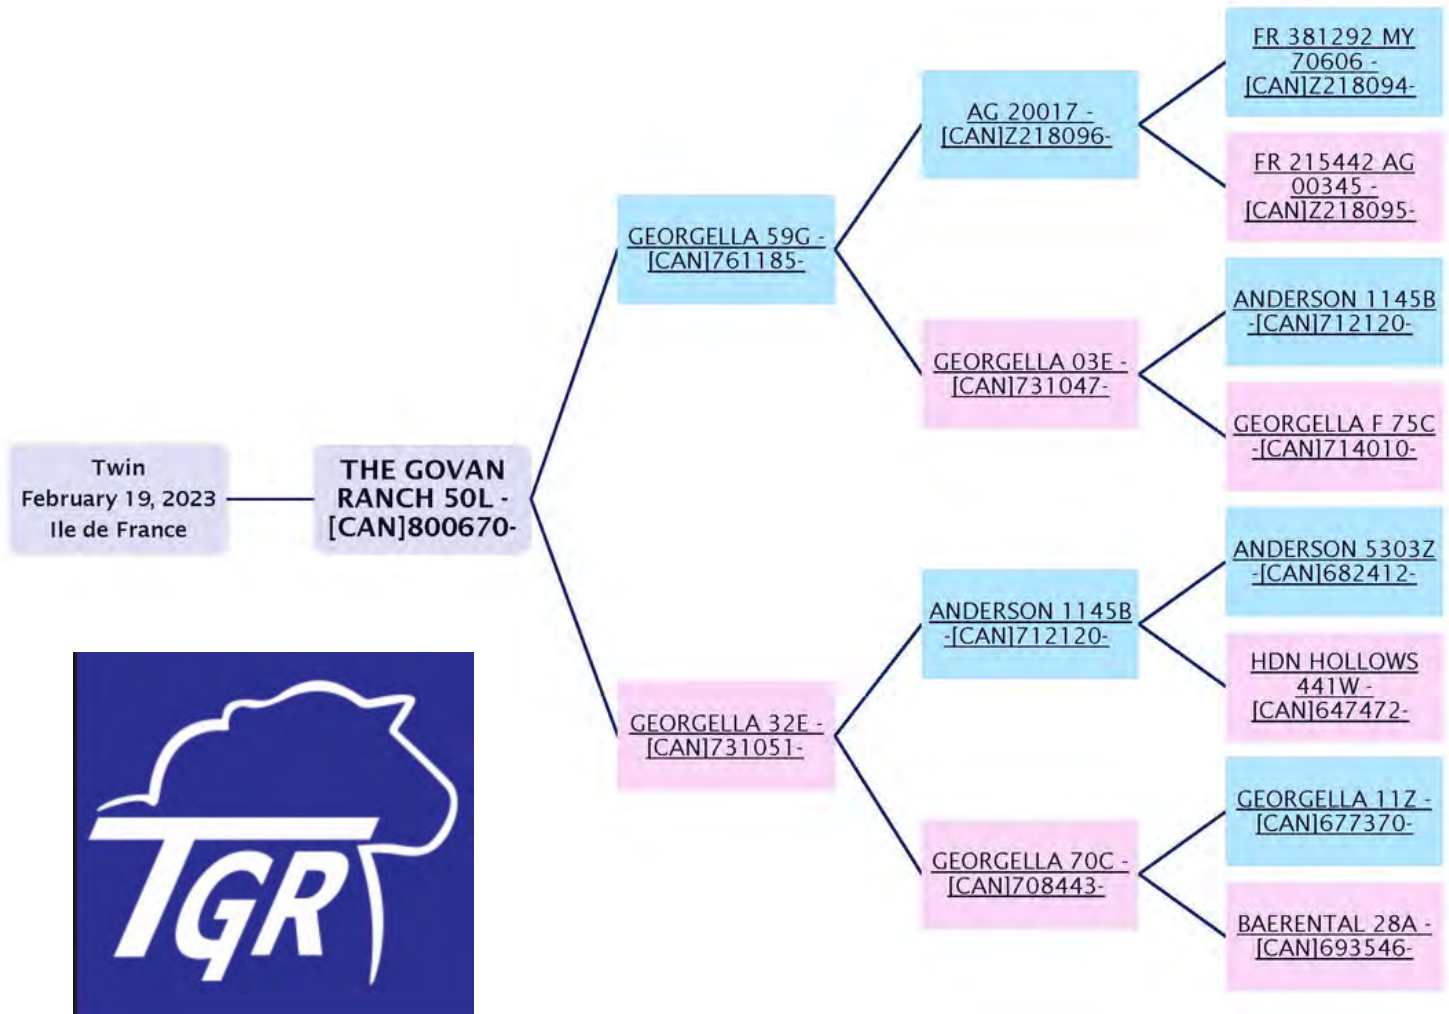 Twin
February 19, 2023
Ile de France
THE GOVAN
RANCH 50L -
[CAN]800670-
GEORGELLA 59G -
[CAN]761185-
GEORGELLA 32E -
[CAN]731051-
AG 20017 -
[CAN]Z218096-
GEORGELLA 03E -
[CAN]731047-
ANDERSON 1145B
-[CAN]712120-
GEORGELLA 70C -
[CAN]708443-
FR 381292 MY
70606 -
[CAN]Z218094-
FR 215442 AG
00345 -
[CAN]Z218095-
ANDERSON 1145B
-[CAN]712120-
GEORGELLA F 75C
-[CAN]714010-
ANDERSON 5303Z
-[CAN]682412-
HDN HOLLOWS
441W -
[CAN]647472-
GEORGELLA 11Z -
[CAN]677370-
BAERENTAL 28A -
[CAN]693546-
TGR